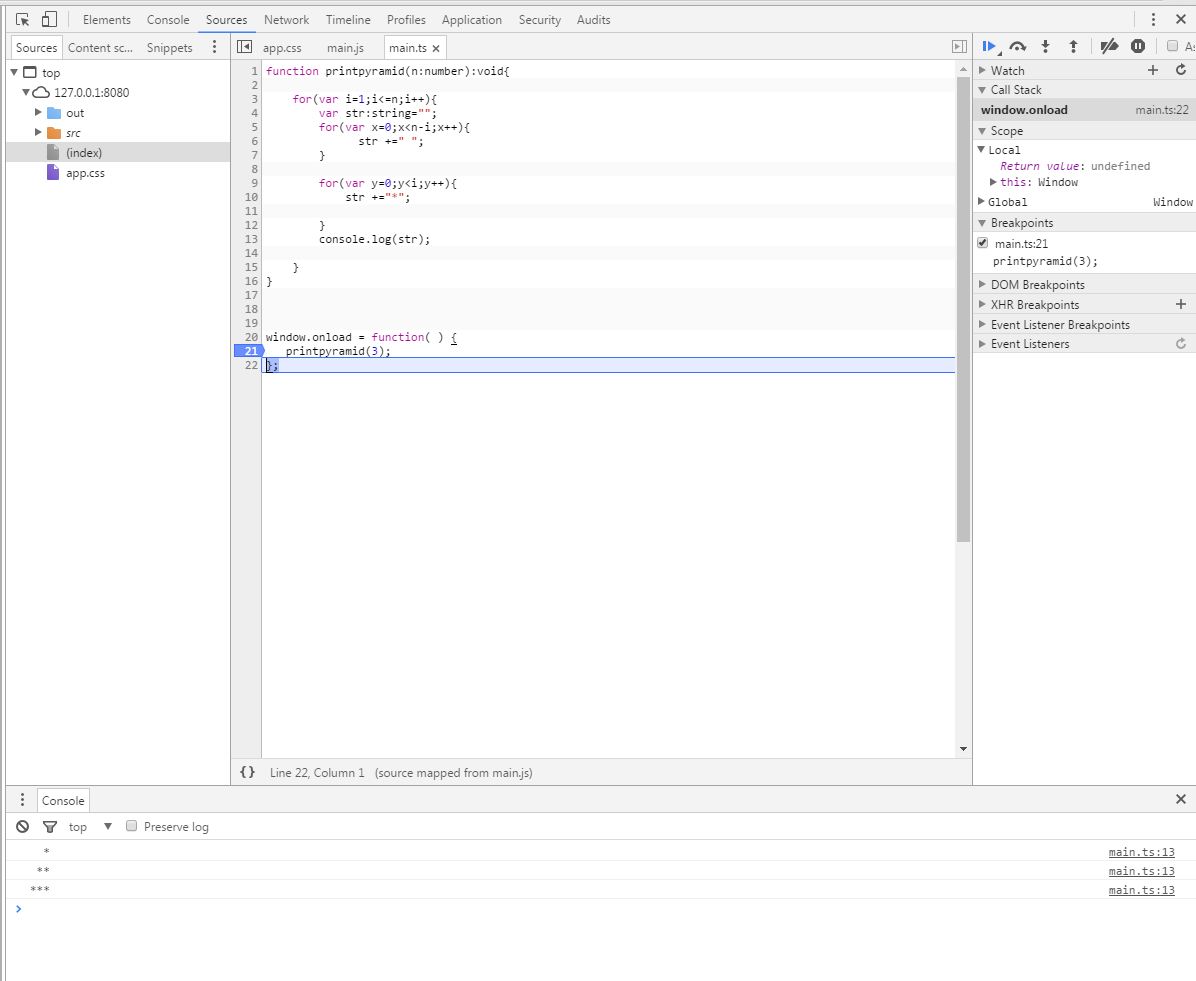 Elements Console Sources Network Timeline Profiles Application Security Audits
Sources Content sc... Snippets
app.css main.js main.ts
top
127.0.0.1:8080
out
src
(index)
app.css
1 function printpyramid(n:number):void{
2
3     for(var i=1;i<=n;i++){
4         var str:string="";
5         for(var x=0;x<n-i;x++){
6               str +=" ";
7         }
8
9         for(var y=0;y<i;y++){
10             str +="*";
11
12         }
13         console.log(str);
14
15     }
16 }
17
18
19
20 window.onload = function( ) {
21    printpyramid(3);
22 };
{} Line 22, Column 1 (source mapped from main.js)
As
Watch
Call Stack
window.onload main.ts:22
Scope
Local
Return value: undefined
this: Window
Global Window
Breakpoints
main.ts:21
printpyramid(3);
DOM Breakpoints
XHR Breakpoints
Event Listener Breakpoints
Event Listeners
Console
top Preserve log
  * main.ts:13
 ** main.ts:13
*** main.ts:13
>